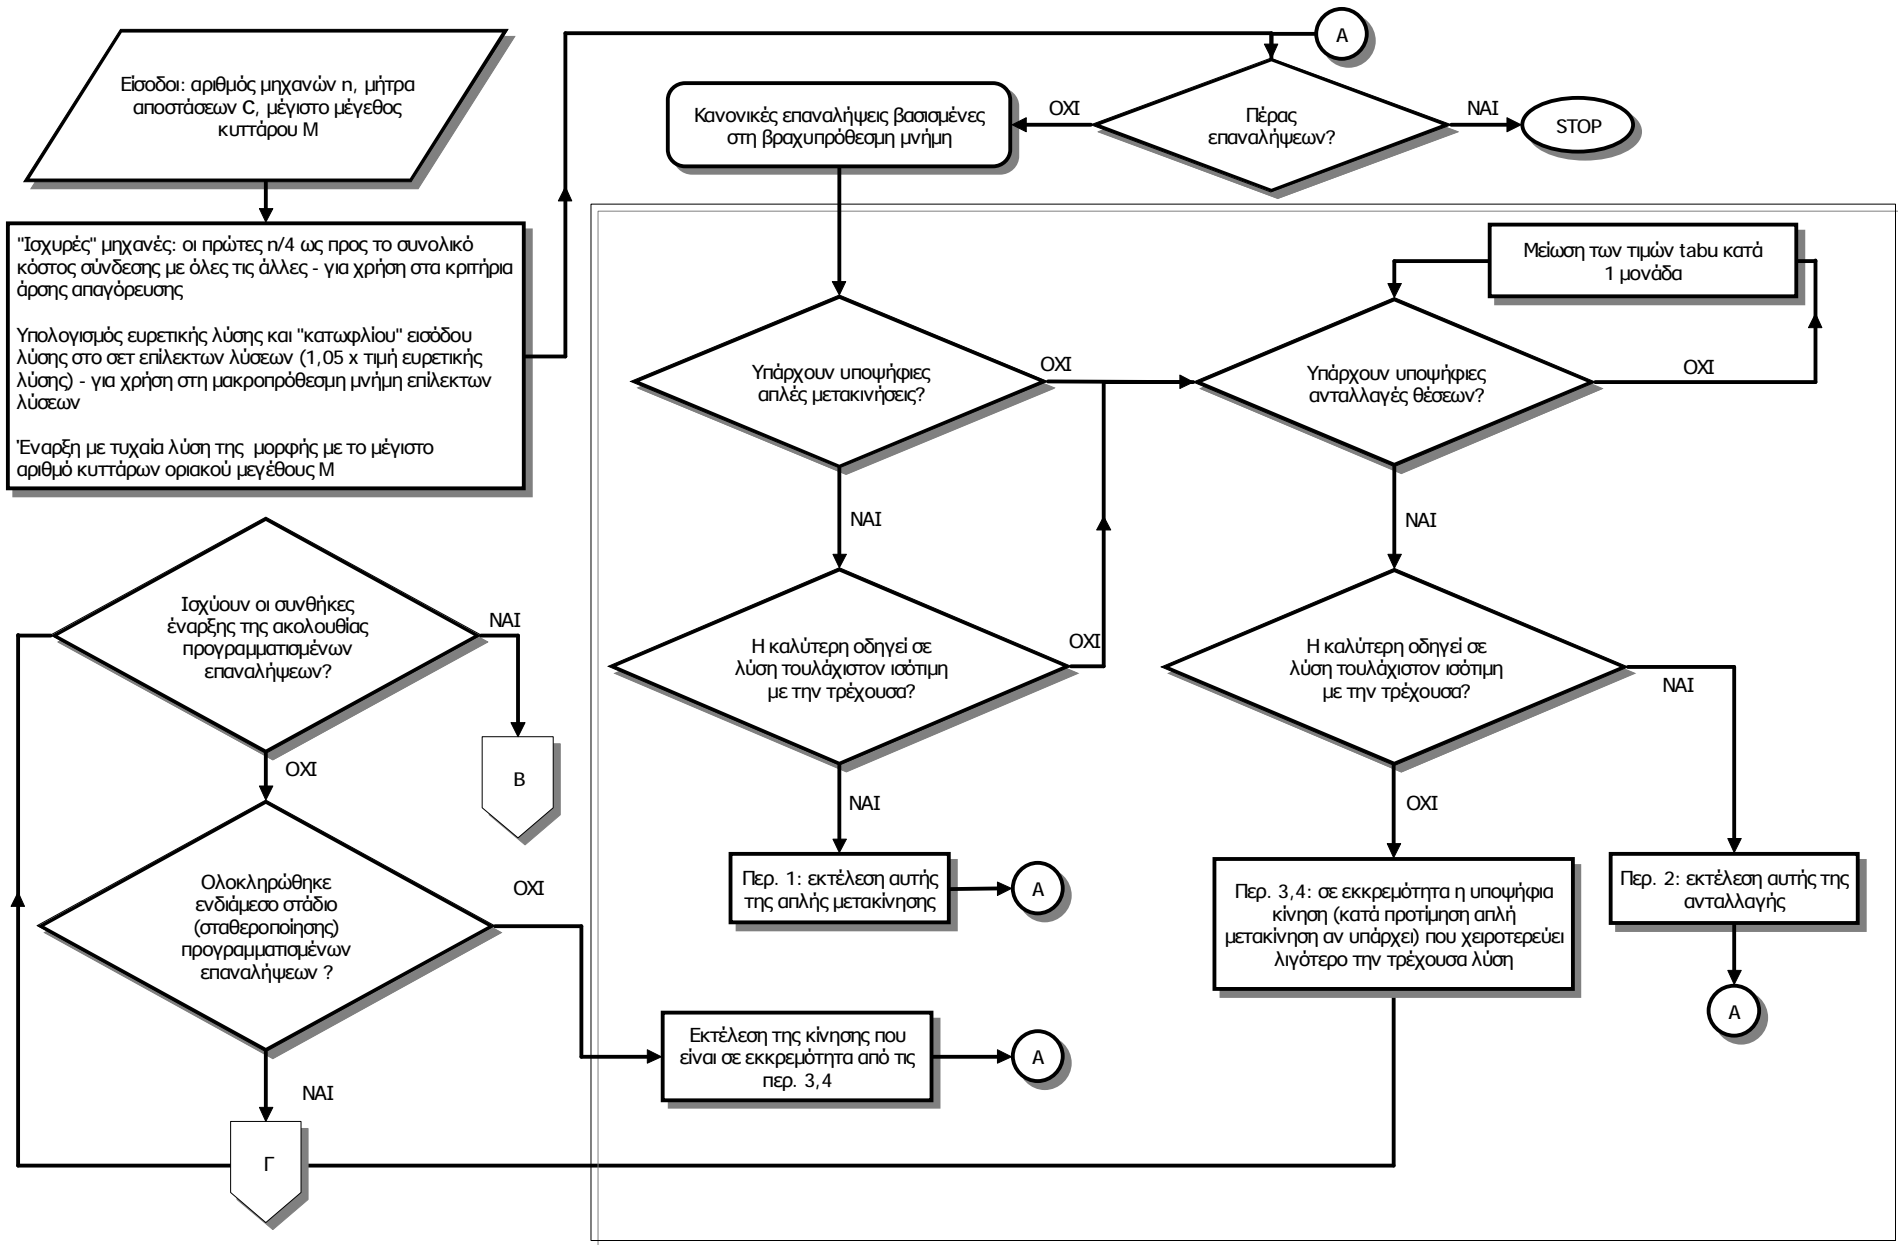 Είσοδοι: αριθμός μηχανών n, μήτρα
αποστάσεων C, μέγιστο μέγεθος
κυττάρου Μ
"Ισχυρές" μηχανές: οι πρώτες n/4 ως προς το συνολικό
κόστος σύνδεσης με όλες τις άλλες - για χρήση στα κριτήρια
άρσης απαγόρευσης
Υπολογισμός ευρετικής λύσης και "κατωφλίου" εισόδου
λύσης στο σετ επίλεκτων λύσεων (1,05 x τιμή ευρετικής
λύσης) - για χρήση στη μακροπρόθεσμη μνήμη επίλεκτων
λύσεων
Έναρξη με τυχαία λύση της μορφής με το μέγιστο
αριθμό κυττάρων οριακού μεγέθους Μ
Α
Πέρας
επαναλήψεων?
ΟΧΙ
ΝΑΙ
STOP
Κανονικές επαναλήψεις βασισμένες
στη βραχυπρόθεσμη μνήμη
Υπάρχουν υποψήφιες
απλές μετακινήσεις?
ΟΧΙ
ΝΑΙ
Μείωση των τιμών tabu κατά
1 μονάδα
Υπάρχουν υποψήφιες
ανταλλαγές θέσεων?
ΟΧΙ
ΝΑΙ
Η καλύτερη οδηγεί σε
λύση τουλάχιστον ισότιμη
με την τρέχουσα?
ΟΧΙ
ΝΑΙ
Η καλύτερη οδηγεί σε
λύση τουλάχιστον ισότιμη
με την τρέχουσα?
ΝΑΙ
ΟΧΙ
Περ. 1: εκτέλεση αυτής
της απλής μετακίνησης
Α
Περ. 3,4: σε εκκρεμότητα η υποψήφια
κίνηση (κατά προτίμηση απλή
μετακίνηση αν υπάρχει) που χειροτερεύει
λιγότερο την τρέχουσα λύση
Περ. 2: εκτέλεση αυτής της
ανταλλαγής
Α
Ισχύουν οι συνθήκες
έναρξης της ακολουθίας
προγραμματισμένων
επαναλήψεων?
ΝΑΙ
Β
ΟΧΙ
Ολοκληρώθηκε
ενδιάμεσο στάδιο
(σταθεροποίησης)
προγραμματισμένων
επαναλήψεων ?
ΟΧΙ
ΝΑΙ
Εκτέλεση της κίνησης που
είναι σε εκκρεμότητα από τις
περ. 3,4
Α
Γ